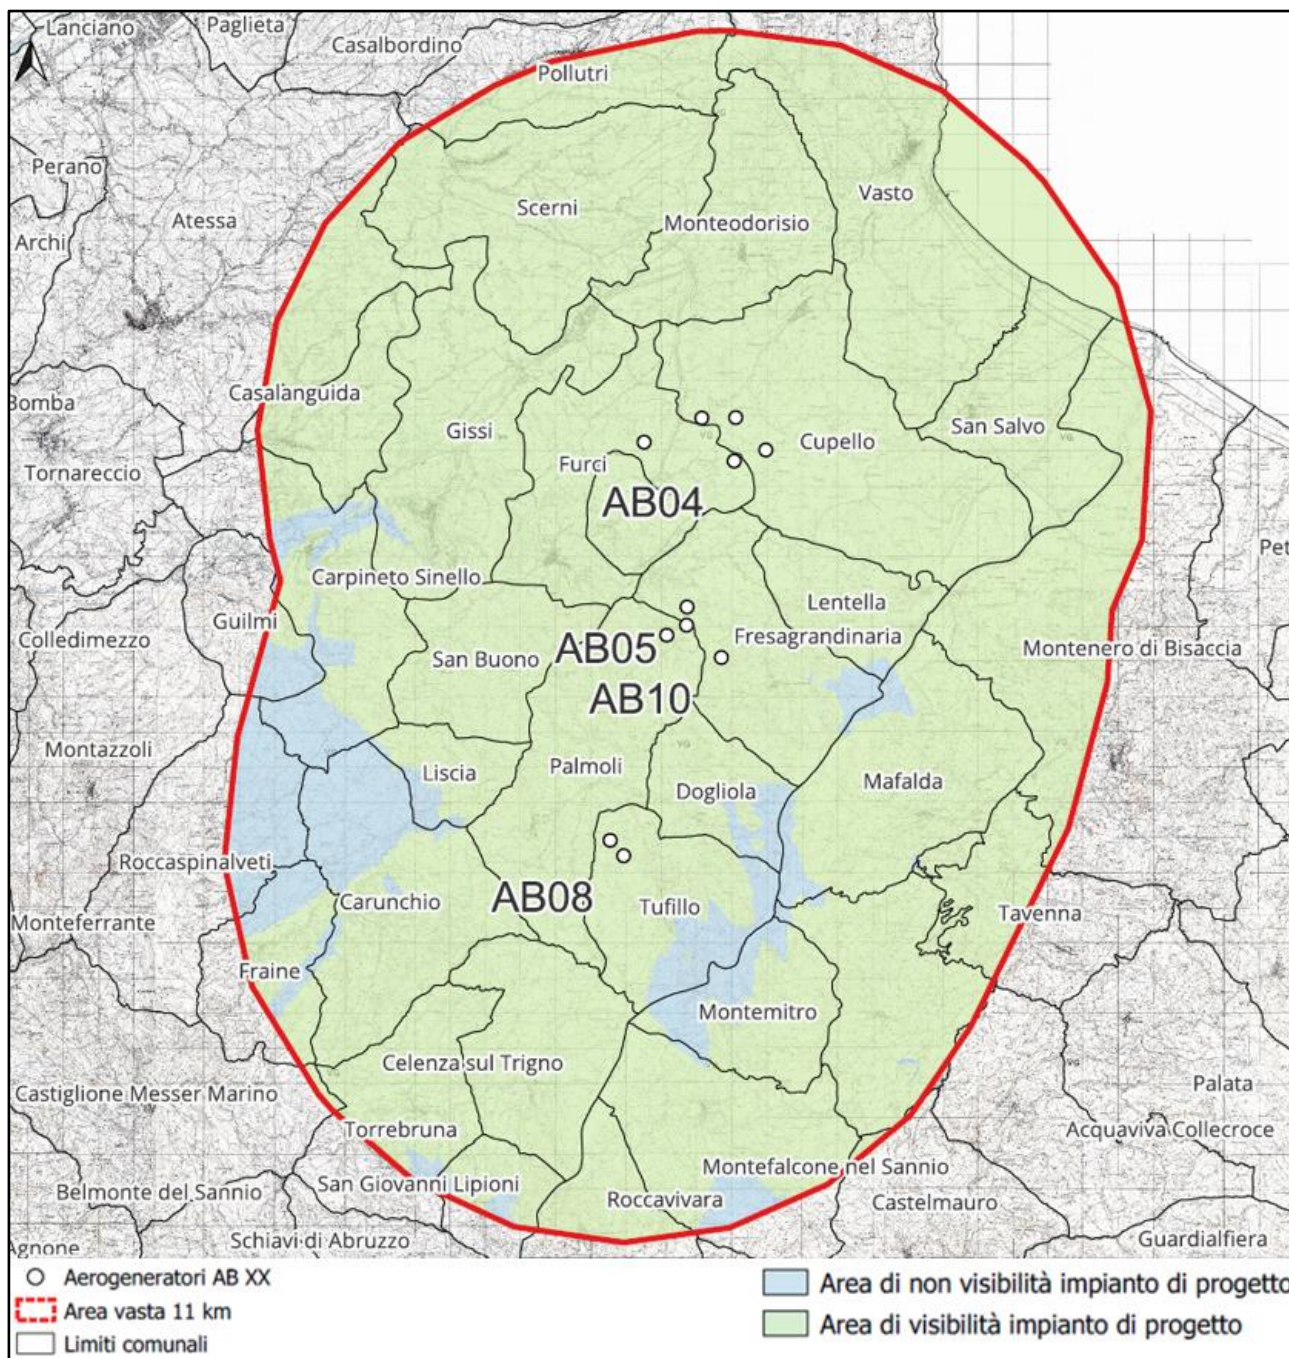 Lanciano
Paglieta
Casalbordino
Pollutri
Perano
Atessa
Scerni
Monteodorisio
Vasto
Archi
Casalanguida
Bomba
Gissi
Cupello
San Salvo
Tornareccio
Furci
AB04
Carpineto Sinello
Lentella
Pet
Guilmi
Colledimezzo
San Buono
AB05
Fresagrandinaria
Montenero di Bisaccia
AB10
Montazzoli
Liscia
Palmoli
Dogliola
Mafalda
Roccaspinalveti
Carunchio
AB08
Tufillo
Tavenna
Monteferrante
Fraine
Montemitro
Celenza sul Trigno
Castiglione Messer Marino
Palata
Torrebruna
Acquaviva Collecroce
Montefalcone nel Sannio
San Giovanni Lipioni
Belmonte del Sannio
Roccavivara
Castelmauro
Schiavi di Abruzzo
Guardialfiera
Agnone
Aerogeneratori AB XX
Area vasta 11 km
Limiti comunali
Area di non visibilità impianto di progetto
Area di visibilità impianto di progetto